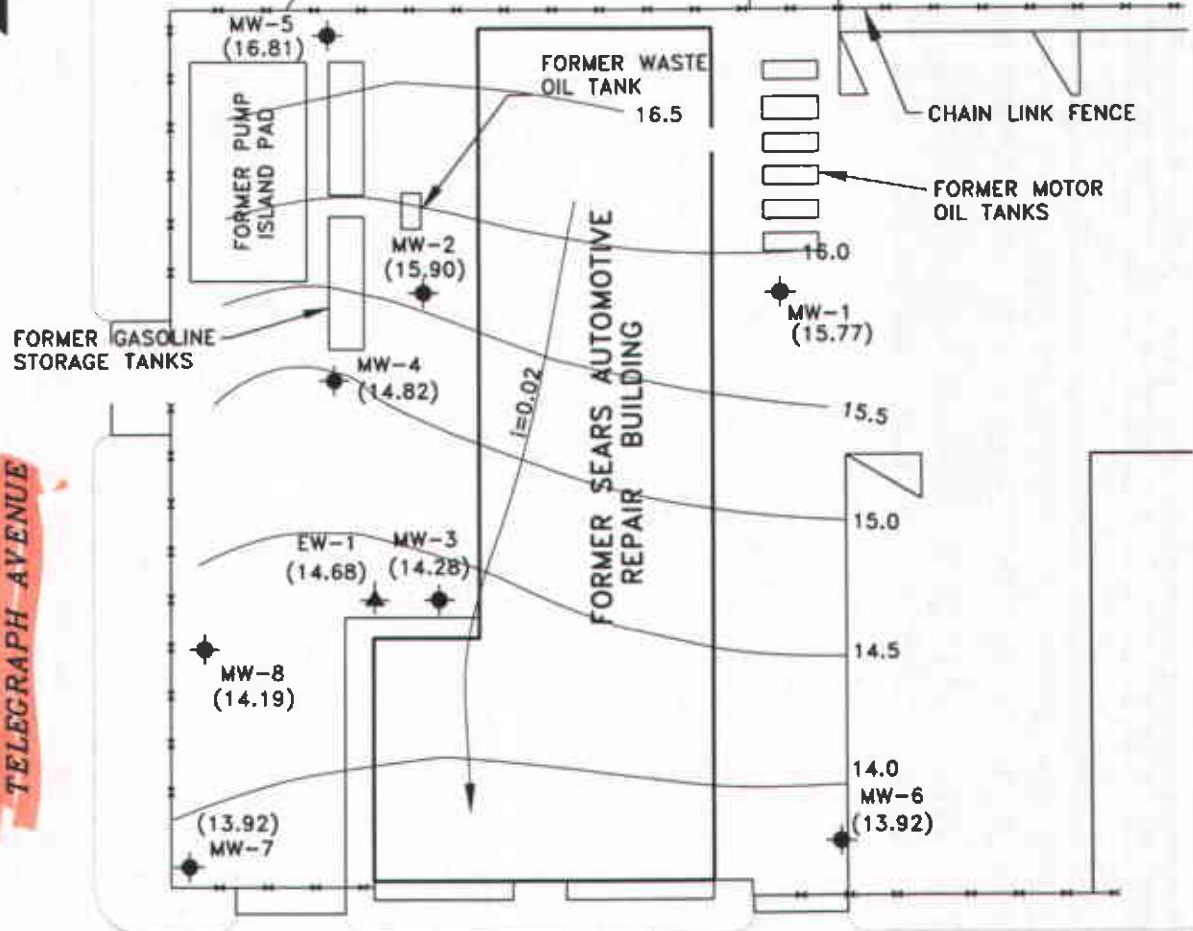 MW-5
(16.81)
FORMER WASTE
OIL TANK
16.5
CHAIN LINK FENCE
FORMER PUMP
ISLAND PAD
FORMER MOTOR
OIL TANKS
MW-2
(15.90)
16.0
MW-1
(15.77)
FORMER GASOLINE
STORAGE TANKS
MW-4
(14.82)
i=0.02
FORMER SEARS AUTOMOTIVE
REPAIR BUILDING
15.5
TELEGRAPH AVENUE
15.0
EW-1
(14.68)
MW-3
(14.28)
14.5
MW-8
(14.19)
14.0
MW-6
(13.92)
(13.92)
MW-7